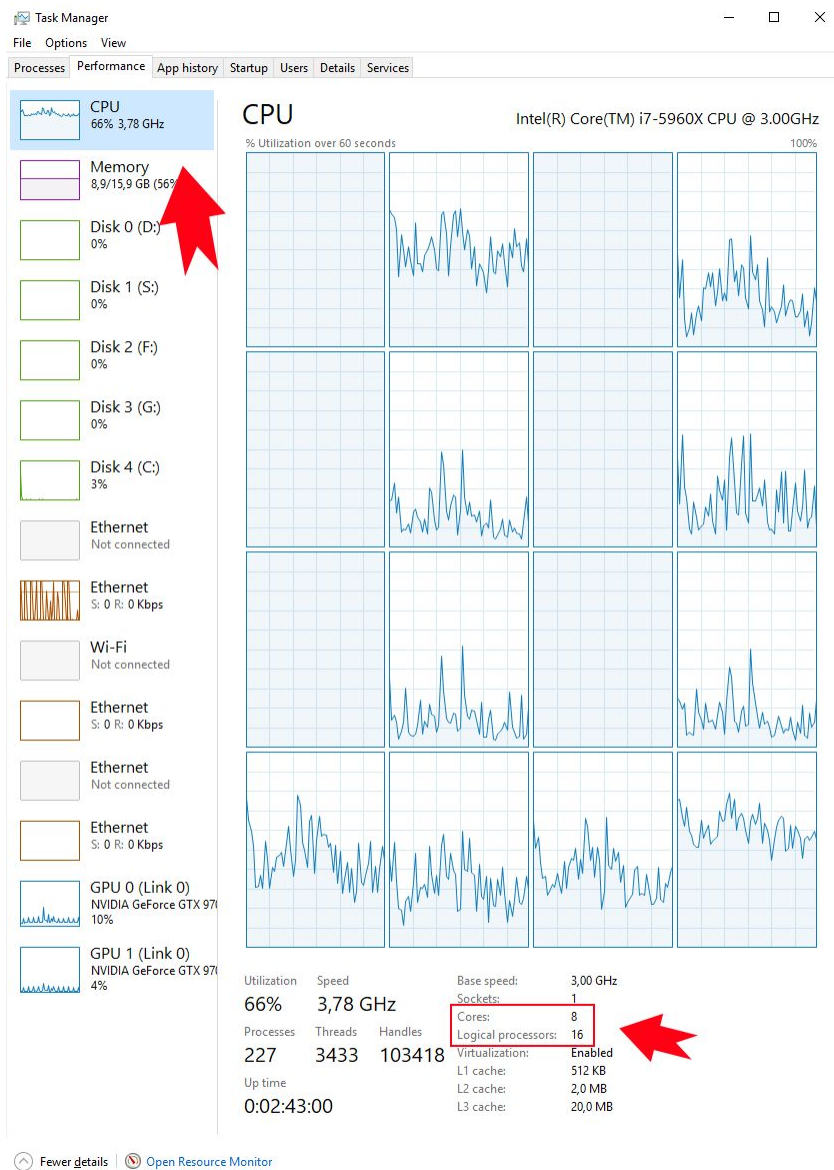 Task Manager
File Options View
Processes Performance App history Startup Users Details Services
CPU
66% 3,78 GHz
Memory
8,9/15,9 GB (56%
Disk 0 (D:)
0%
Disk 1 (S:)
0%
Disk 2 (F:)
0%
Disk 3 (G:)
0%
Disk 4 (C:)
3%
Ethernet
Not connected
Ethernet
S: 0 R: 0 Kbps
Wi-Fi
Not connected
Ethernet
S: 0 R: 0 Kbps
Ethernet
Not connected
Ethernet
S: 0 R: 0 Kbps
GPU 0 (Link 0)
NVIDIA GeForce GTX 970
10%
GPU 1 (Link 0)
NVIDIA GeForce GTX 970
4%
CPU Intel(R) Core(TM) i7-5960X CPU @ 3.00GHz
% Utilization over 60 seconds 100%
Utilization Speed
66% 3,78 GHz
Processes Threads Handles
227 3433 103418
Up time
0:02:43:00
Base speed: 3,00 GHz
Sockets: 1
Cores: 8
Logical processors: 16
Virtualization: Enabled
L1 cache: 512 KB
L2 cache: 2,0 MB
L3 cache: 20,0 MB
Fewer details Open Resource Monitor